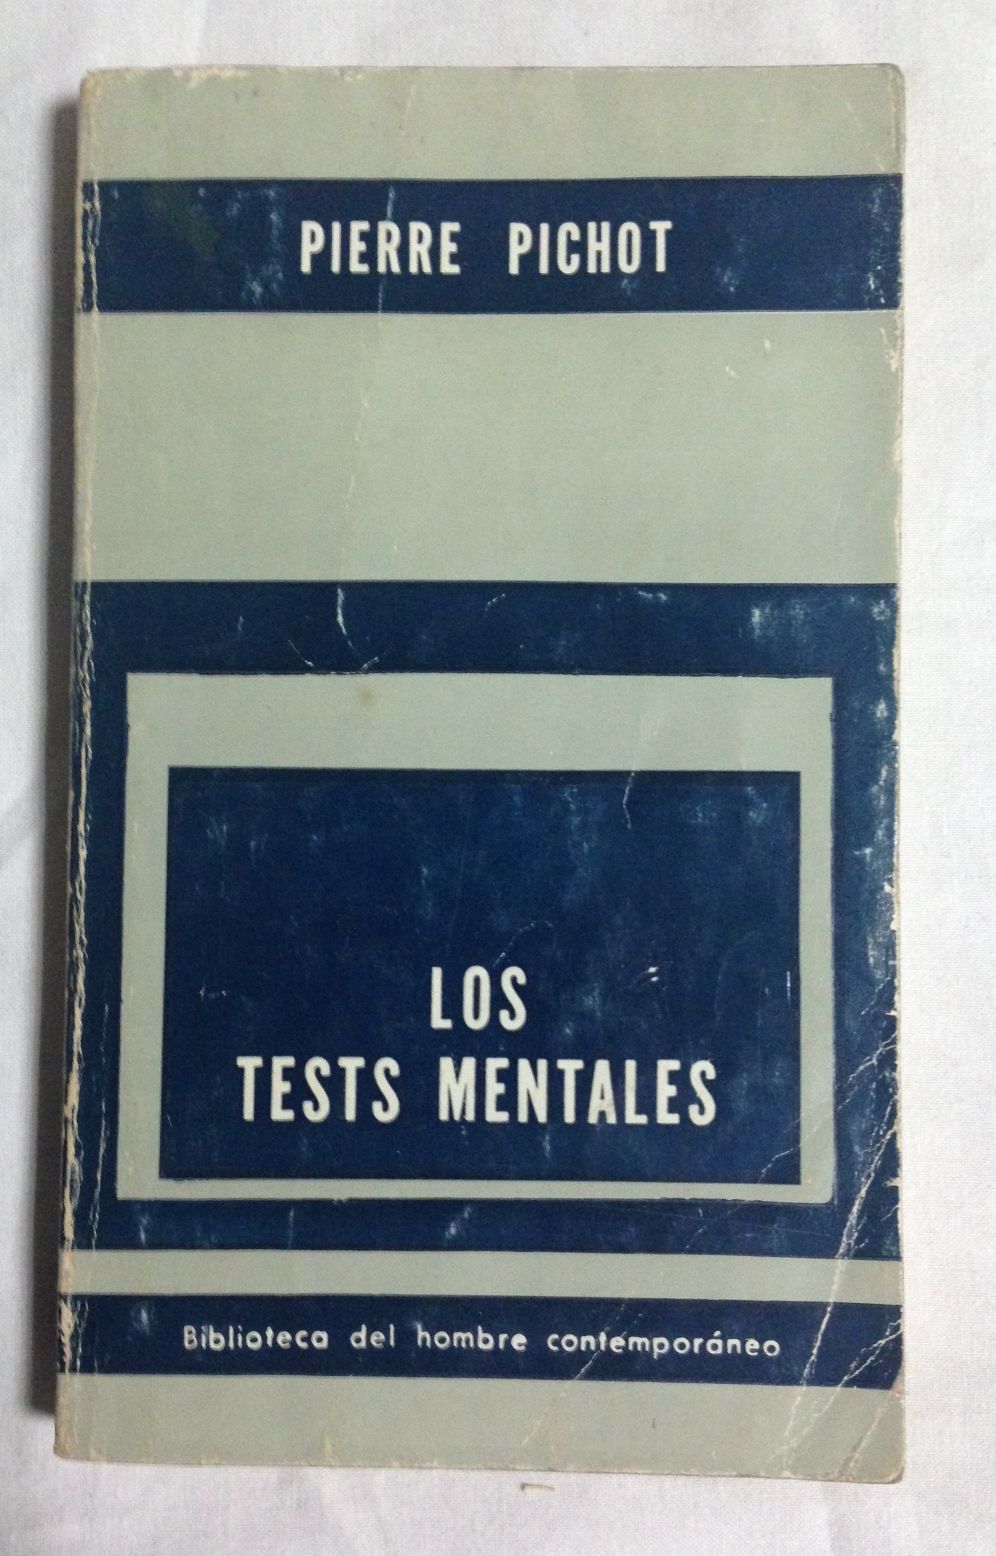 PIERRE PICHOT
LOS
TESTS MENTALES
Biblioteca del hombre contemporáneo